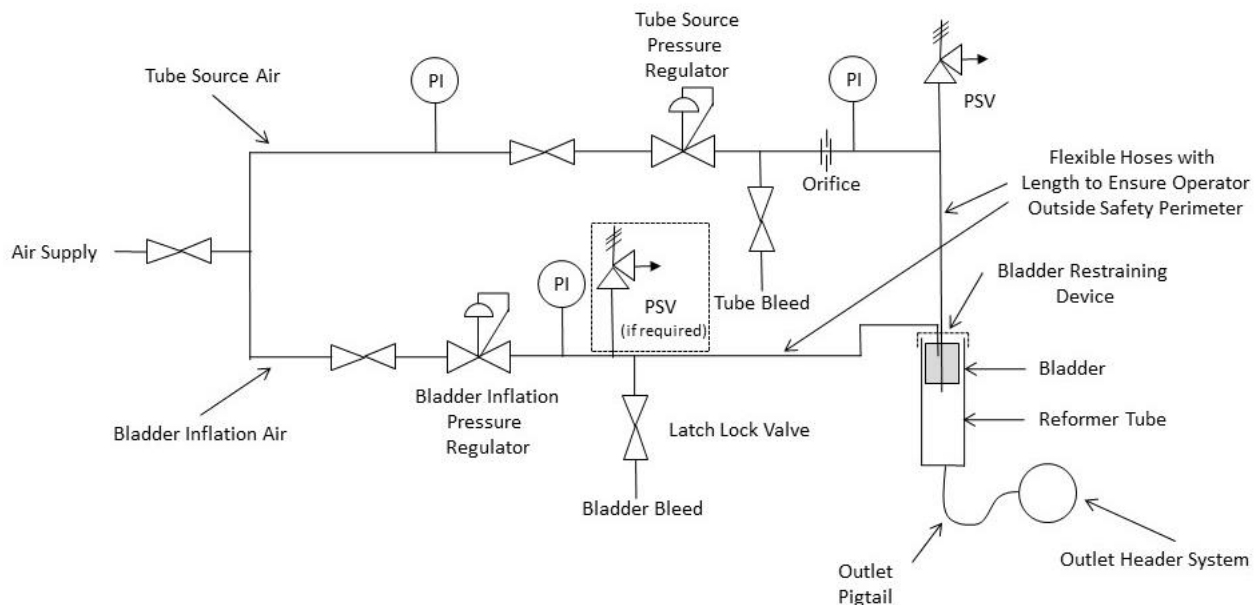 Tube Source
Pressure
Regulator
Tube Source Air
PI
PI
PSV
Flexible Hoses with
Length to Ensure Operator
Outside Safety Perimeter
Orifice
Air Supply
PI
PSV
(if required)
Tube Bleed
Bladder Restraining
Device
Bladder
Bladder Inflation
Pressure
Regulator
Bladder Inflation Air
Latch Lock Valve
Reformer Tube
Bladder Bleed
Outlet
Pigtail
Outlet Header System